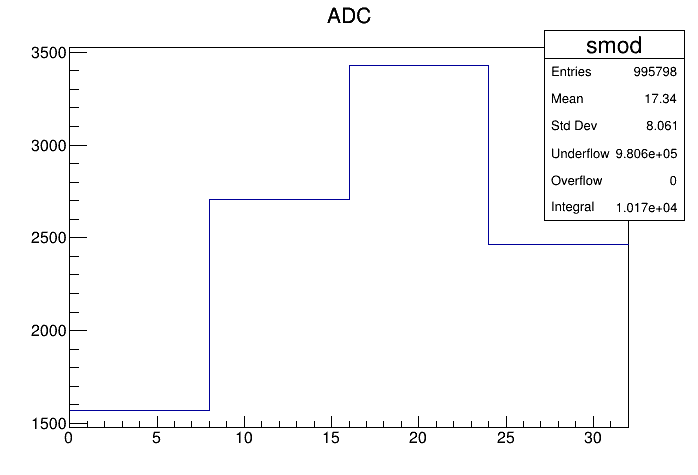 ADC
smod
Entries 995798
Mean 17.34
Std Dev 8.061
Underflow 9.806e+05
Overflow 0
Integral 1.017e+04
3500
3000
2500
2000
1500
0 5 10 15 20 25 30